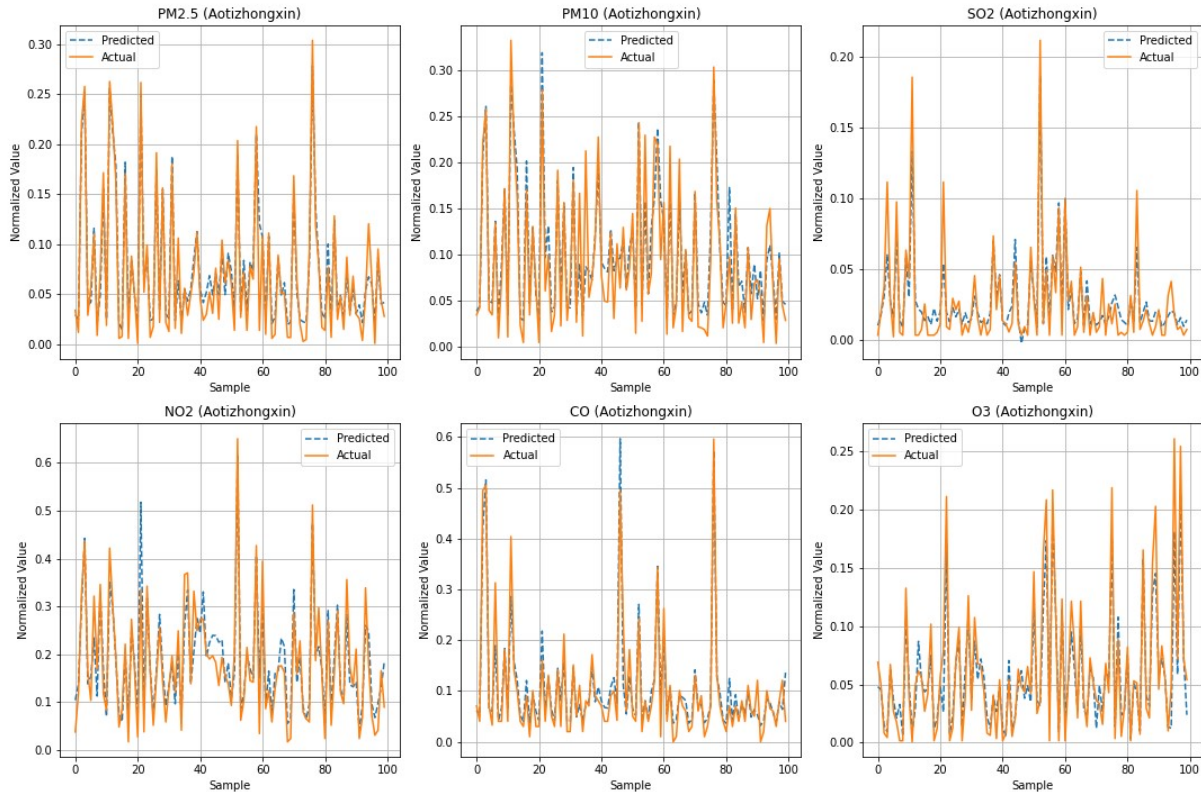 PM2.5 (Aotizhongxin)
Predicted
Actual
Normalized Value
0.30
0.25
0.20
0.15
0.10
0.05
0.00
0 20 40 60 80 100
Sample
PM10 (Aotizhongxin)
Predicted
Actual
Normalized Value
0.30
0.25
0.20
0.15
0.10
0.05
0.00
0 20 40 60 80 100
Sample
SO2 (Aotizhongxin)
Predicted
Actual
Normalized Value
0.20
0.15
0.10
0.05
0.00
0 20 40 60 80 100
Sample
NO2 (Aotizhongxin)
Predicted
Actual
Normalized Value
0.6
0.5
0.4
0.3
0.2
0.1
0.0
0 20 40 60 80 100
Sample
CO (Aotizhongxin)
Predicted
Actual
Normalized Value
0.6
0.5
0.4
0.3
0.2
0.1
0.0
0 20 40 60 80 100
Sample
O3 (Aotizhongxin)
Predicted
Actual
Normalized Value
0.25
0.20
0.15
0.10
0.05
0.00
0 20 40 60 80 100
Sample